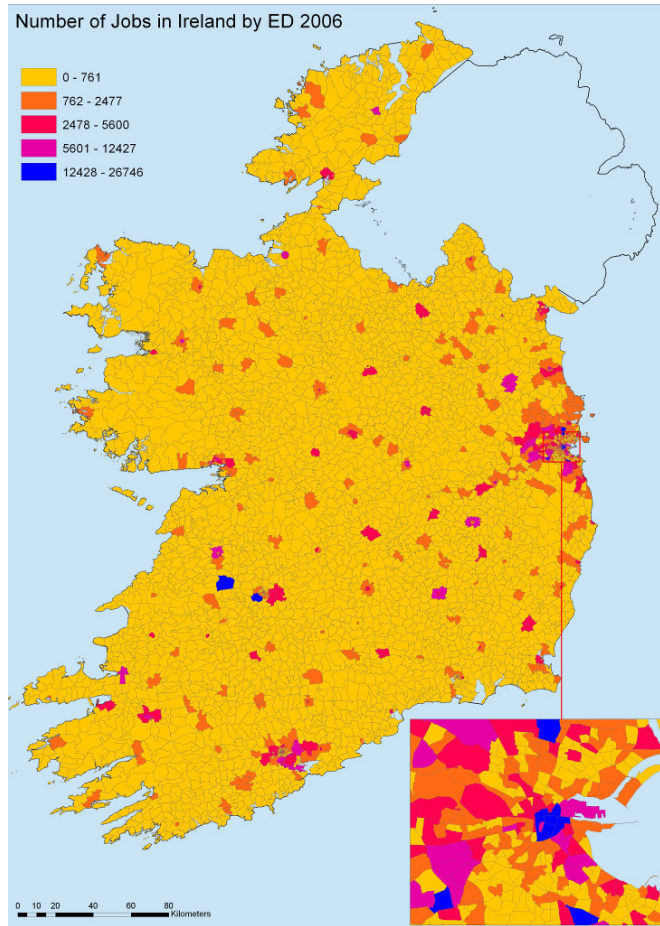 Number of Jobs in Ireland by ED 2006
0 - 761
762 - 2477
2478 - 5600
5601 - 12427
12428 - 26746
0 10 20 40 60 80
Kilometers